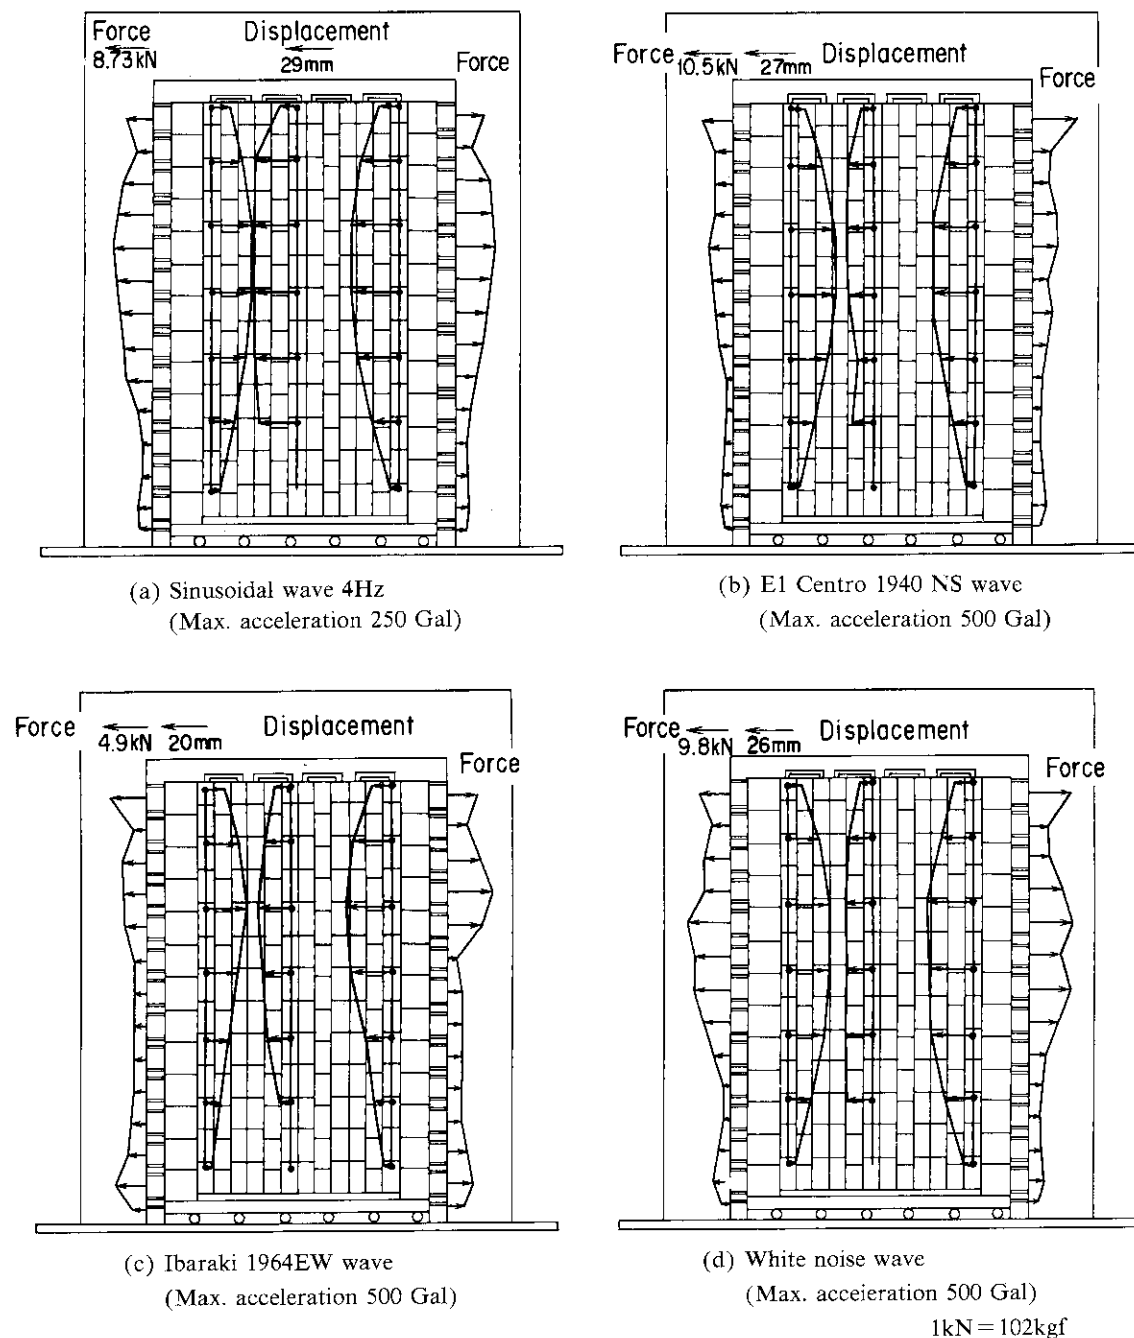 Force Displacement
8.73kN 29mm Force
(a) Sinusoidal wave 4Hz
(Max. acceleration 250 Gal)
Force Displacement
10.5kN 27mm Force
(b) E1 Centro 1940 NS wave
(Max. acceleration 500 Gal)
Force Displacement
4.9kN 20mm Force
(c) Ibaraki 1964EW wave
(Max. acceleration 500 Gal)
Force Displacement
9.8kN 26mm Force
(d) White noise wave
(Max. acceieration 500 Gal)
1kN=102kgf